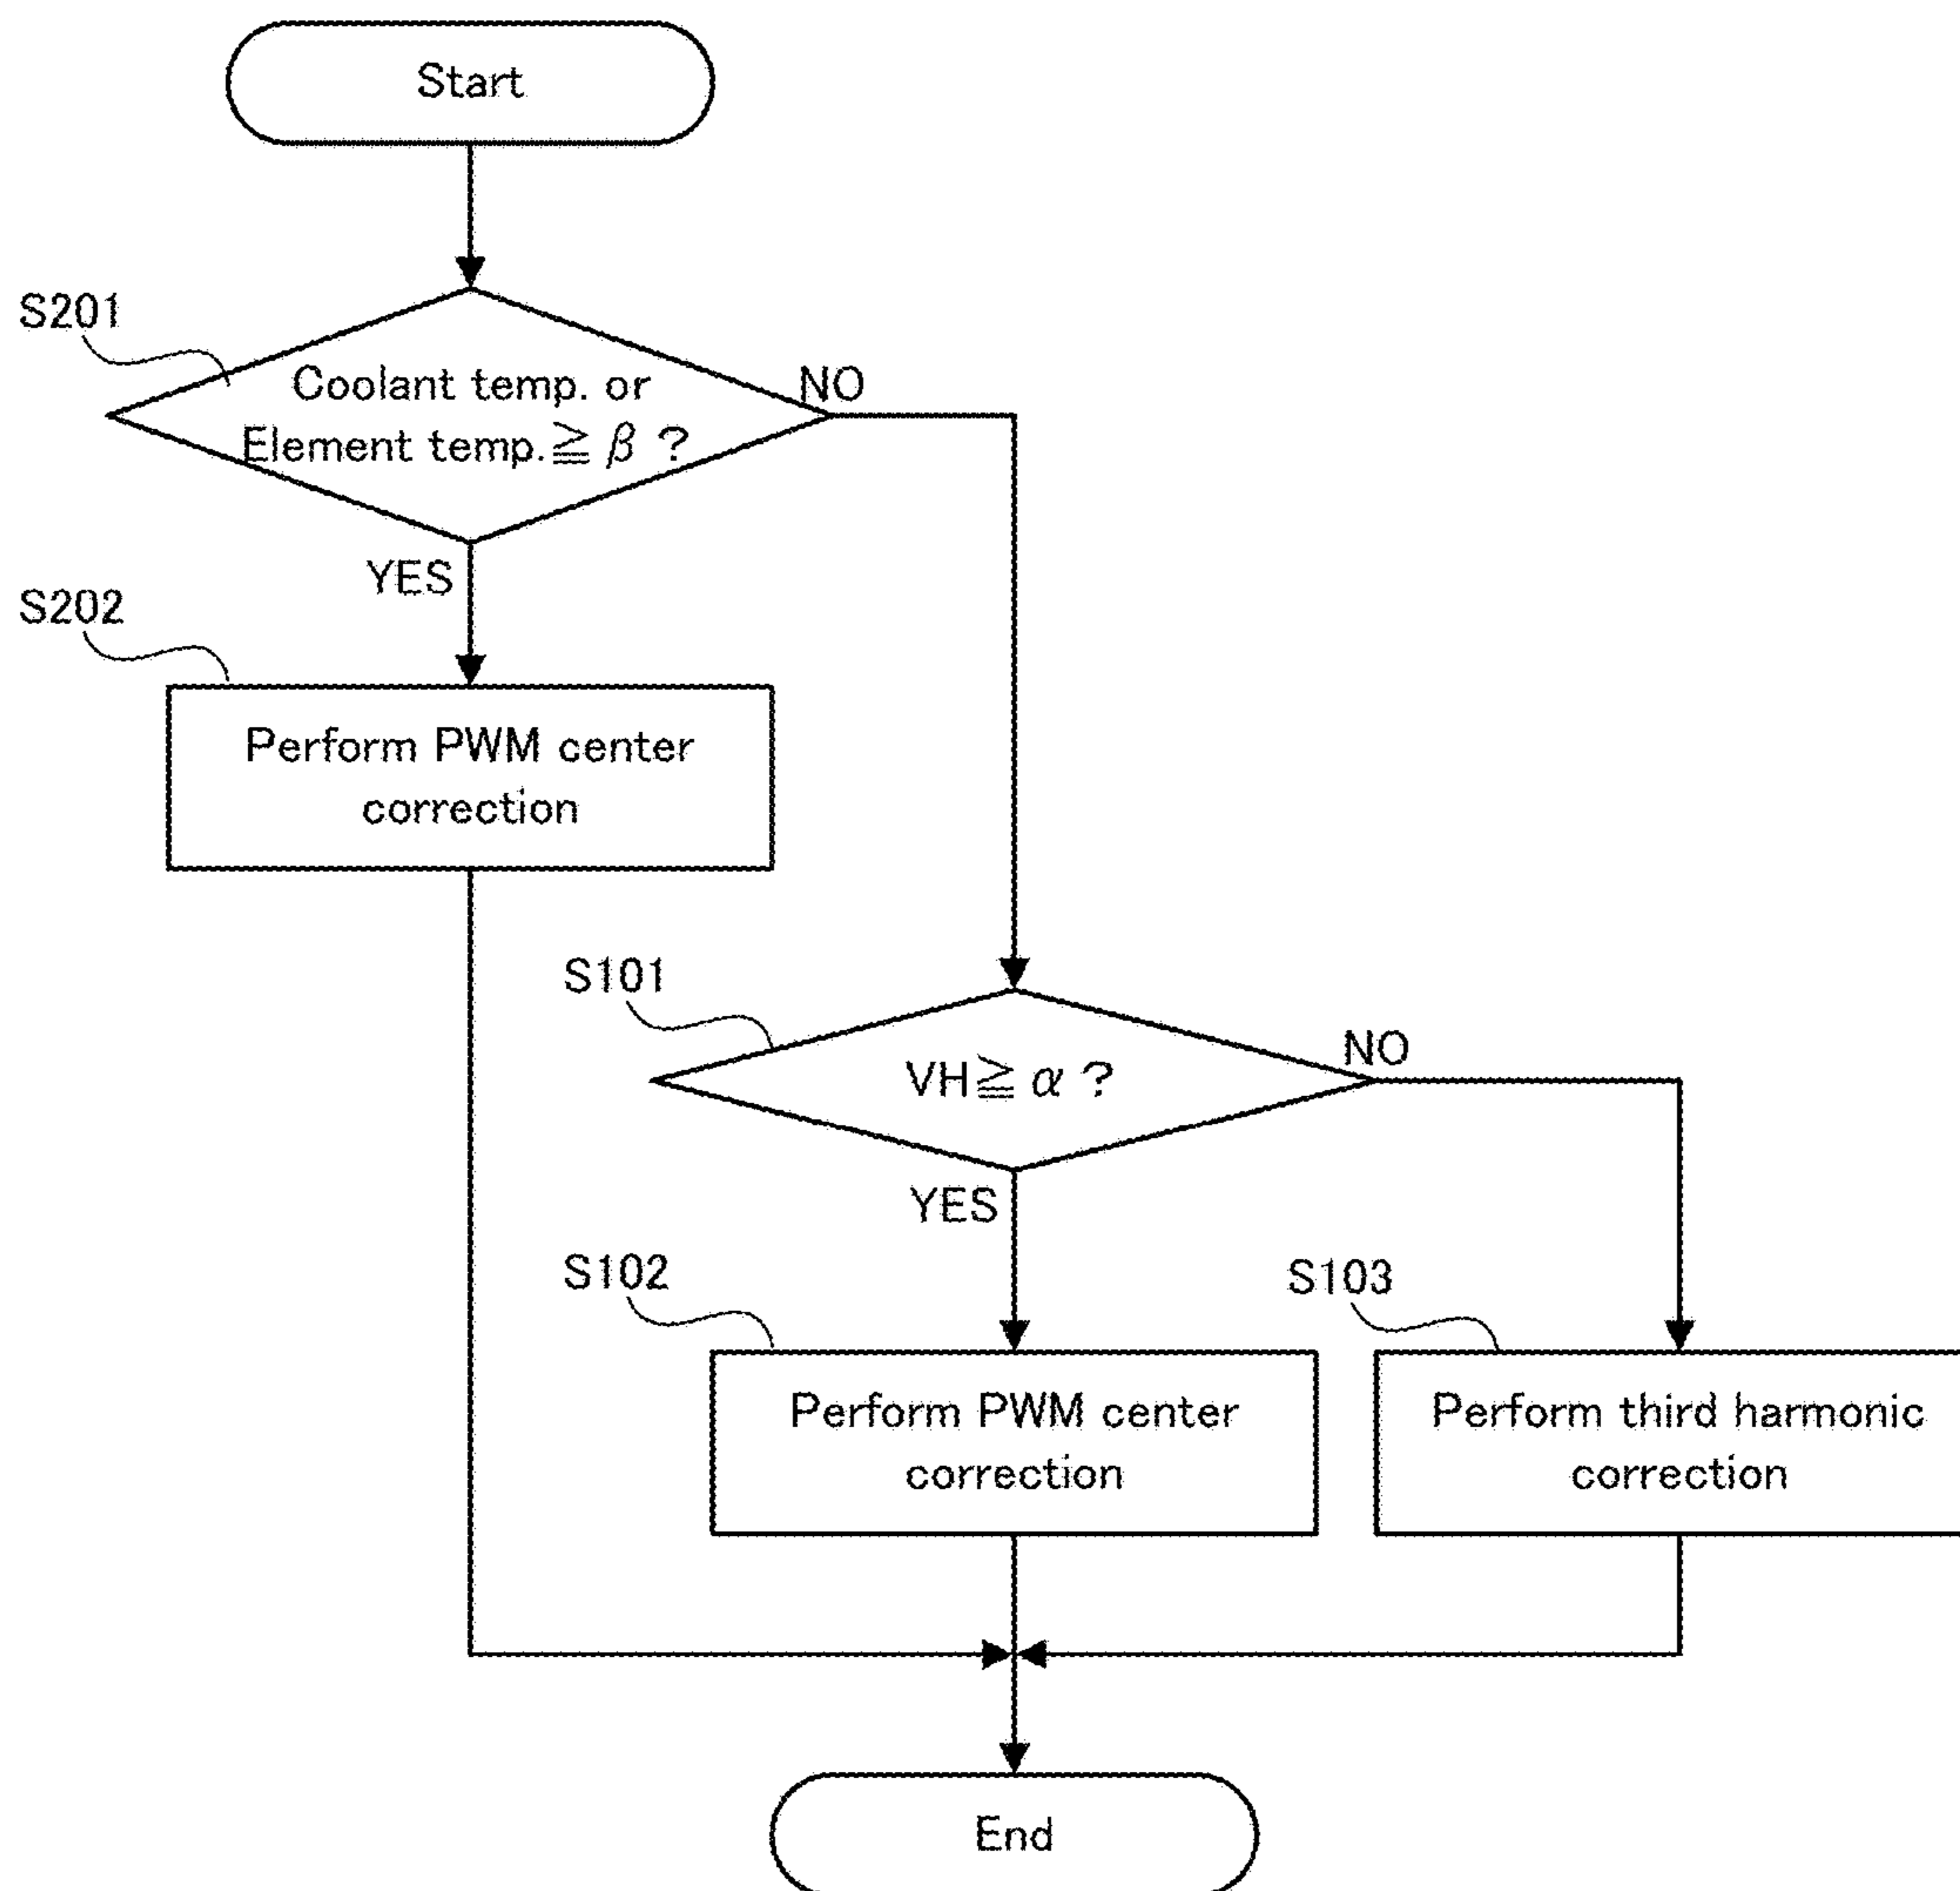 Start
S201
Coolant temp. or
Element temp.≧ β ?
NO
YES
S202
Perform PWM center
correction
S101
VH≧ α ?
NO
YES
S102
Perform PWM center
correction
S103
Perform third harmonic
correction
End